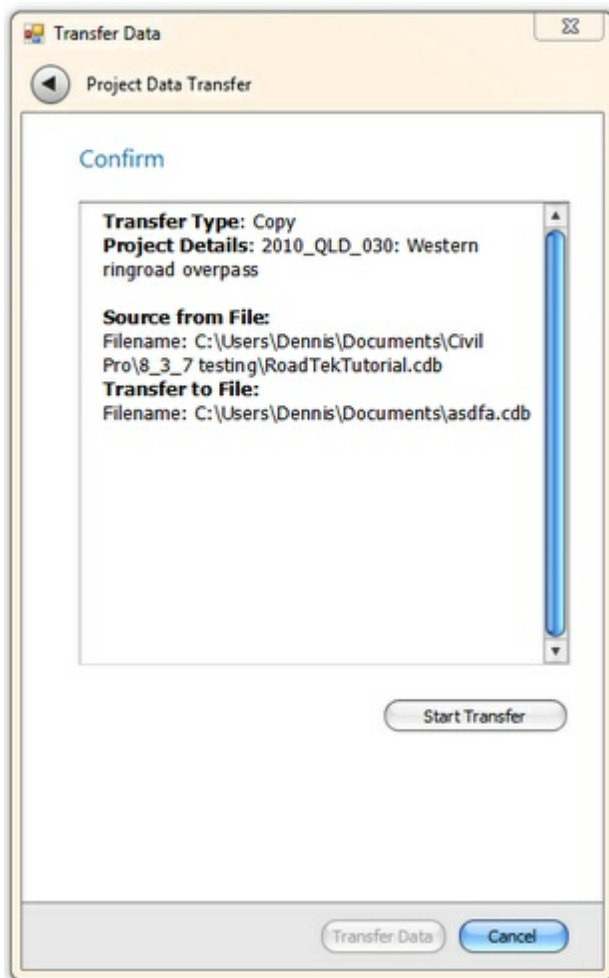 Transfer Data
Project Data Transfer
Confirm
Transfer Type: Copy
Project Details: 2010_QLD_030: Western
ringroad overpass
Source from File:
Filename: C:\Users\Dennis\Documents\Civil
Pro\8_3_7 testing\RoadTekTutorial.cdb
Transfer to File:
Filename: C:\Users\Dennis\Documents\asdfa.cdb
Start Transfer
Transfer Data
Cancel